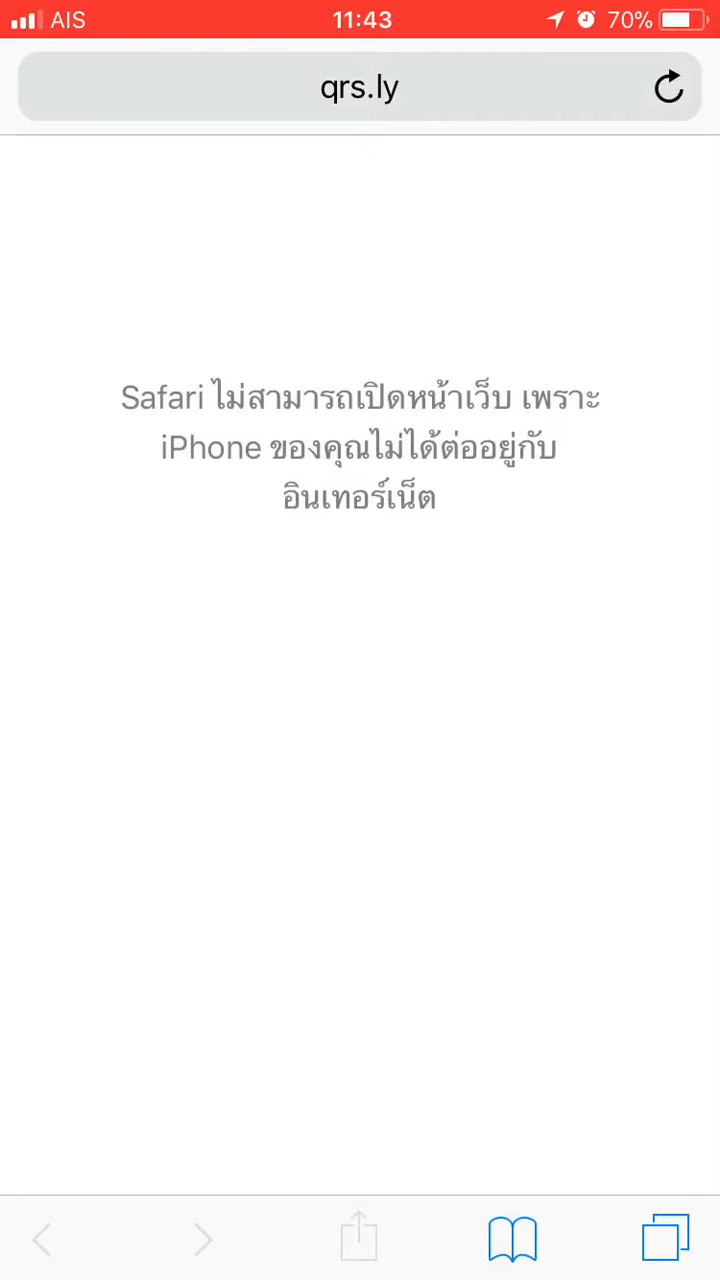 AIS 11:43 70%
qrs.ly
Safari ไม่สามารถเปิดหน้าเว็บ เพราะ
iPhone ของคุณไม่ได้ต่ออยู่กับ
อินเทอร์เน็ต